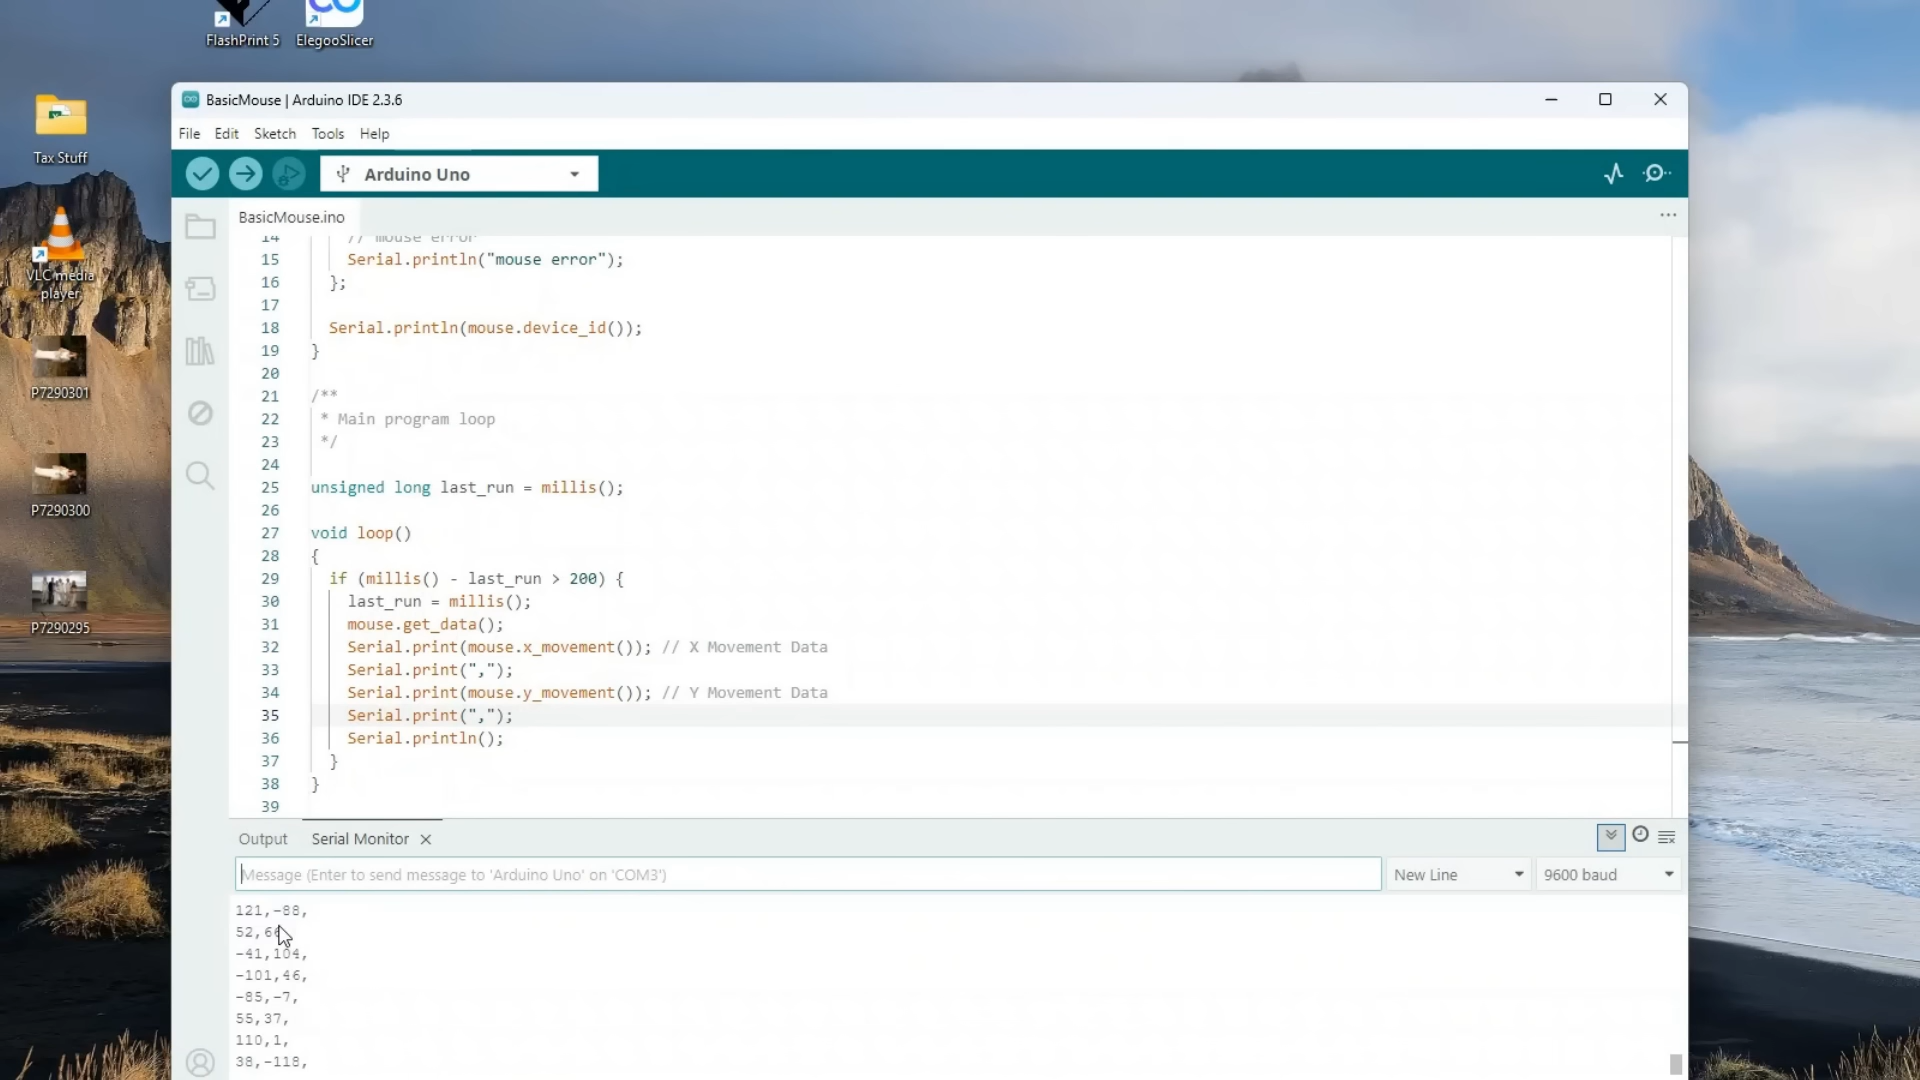 FlashPrint 5
ElegooSlicer
Tax Stuff
VLC media
player
P7290301
P7290300
P7290295
BasicMouse | Arduino IDE 2.3.6
File Edit Sketch Tools Help
Arduino Uno
BasicMouse.ino
14 // mouse error
15 Serial.println("mouse error");
16 };
17
18 Serial.println(mouse.device_id());
19 }
20
21 /**
22 * Main program loop
23 */
24
25 unsigned long last_run = millis();
26
27 void loop()
28 {
29 if (millis() - last_run > 200) {
30 last_run = millis();
31 mouse.get_data();
32 Serial.print(mouse.x_movement()); // X Movement Data
33 Serial.print(",");
34 Serial.print(mouse.y_movement()); // Y Movement Data
35 Serial.print(",");
36 Serial.println();
37 }
38 }
39
Output Serial Monitor
Message (Enter to send message to 'Arduino Uno' on 'COM3')
New Line
9600 baud
121,-88,
52,
-41,104,
-101,46,
-85,-7,
55,37,
110,1,
38,-118,